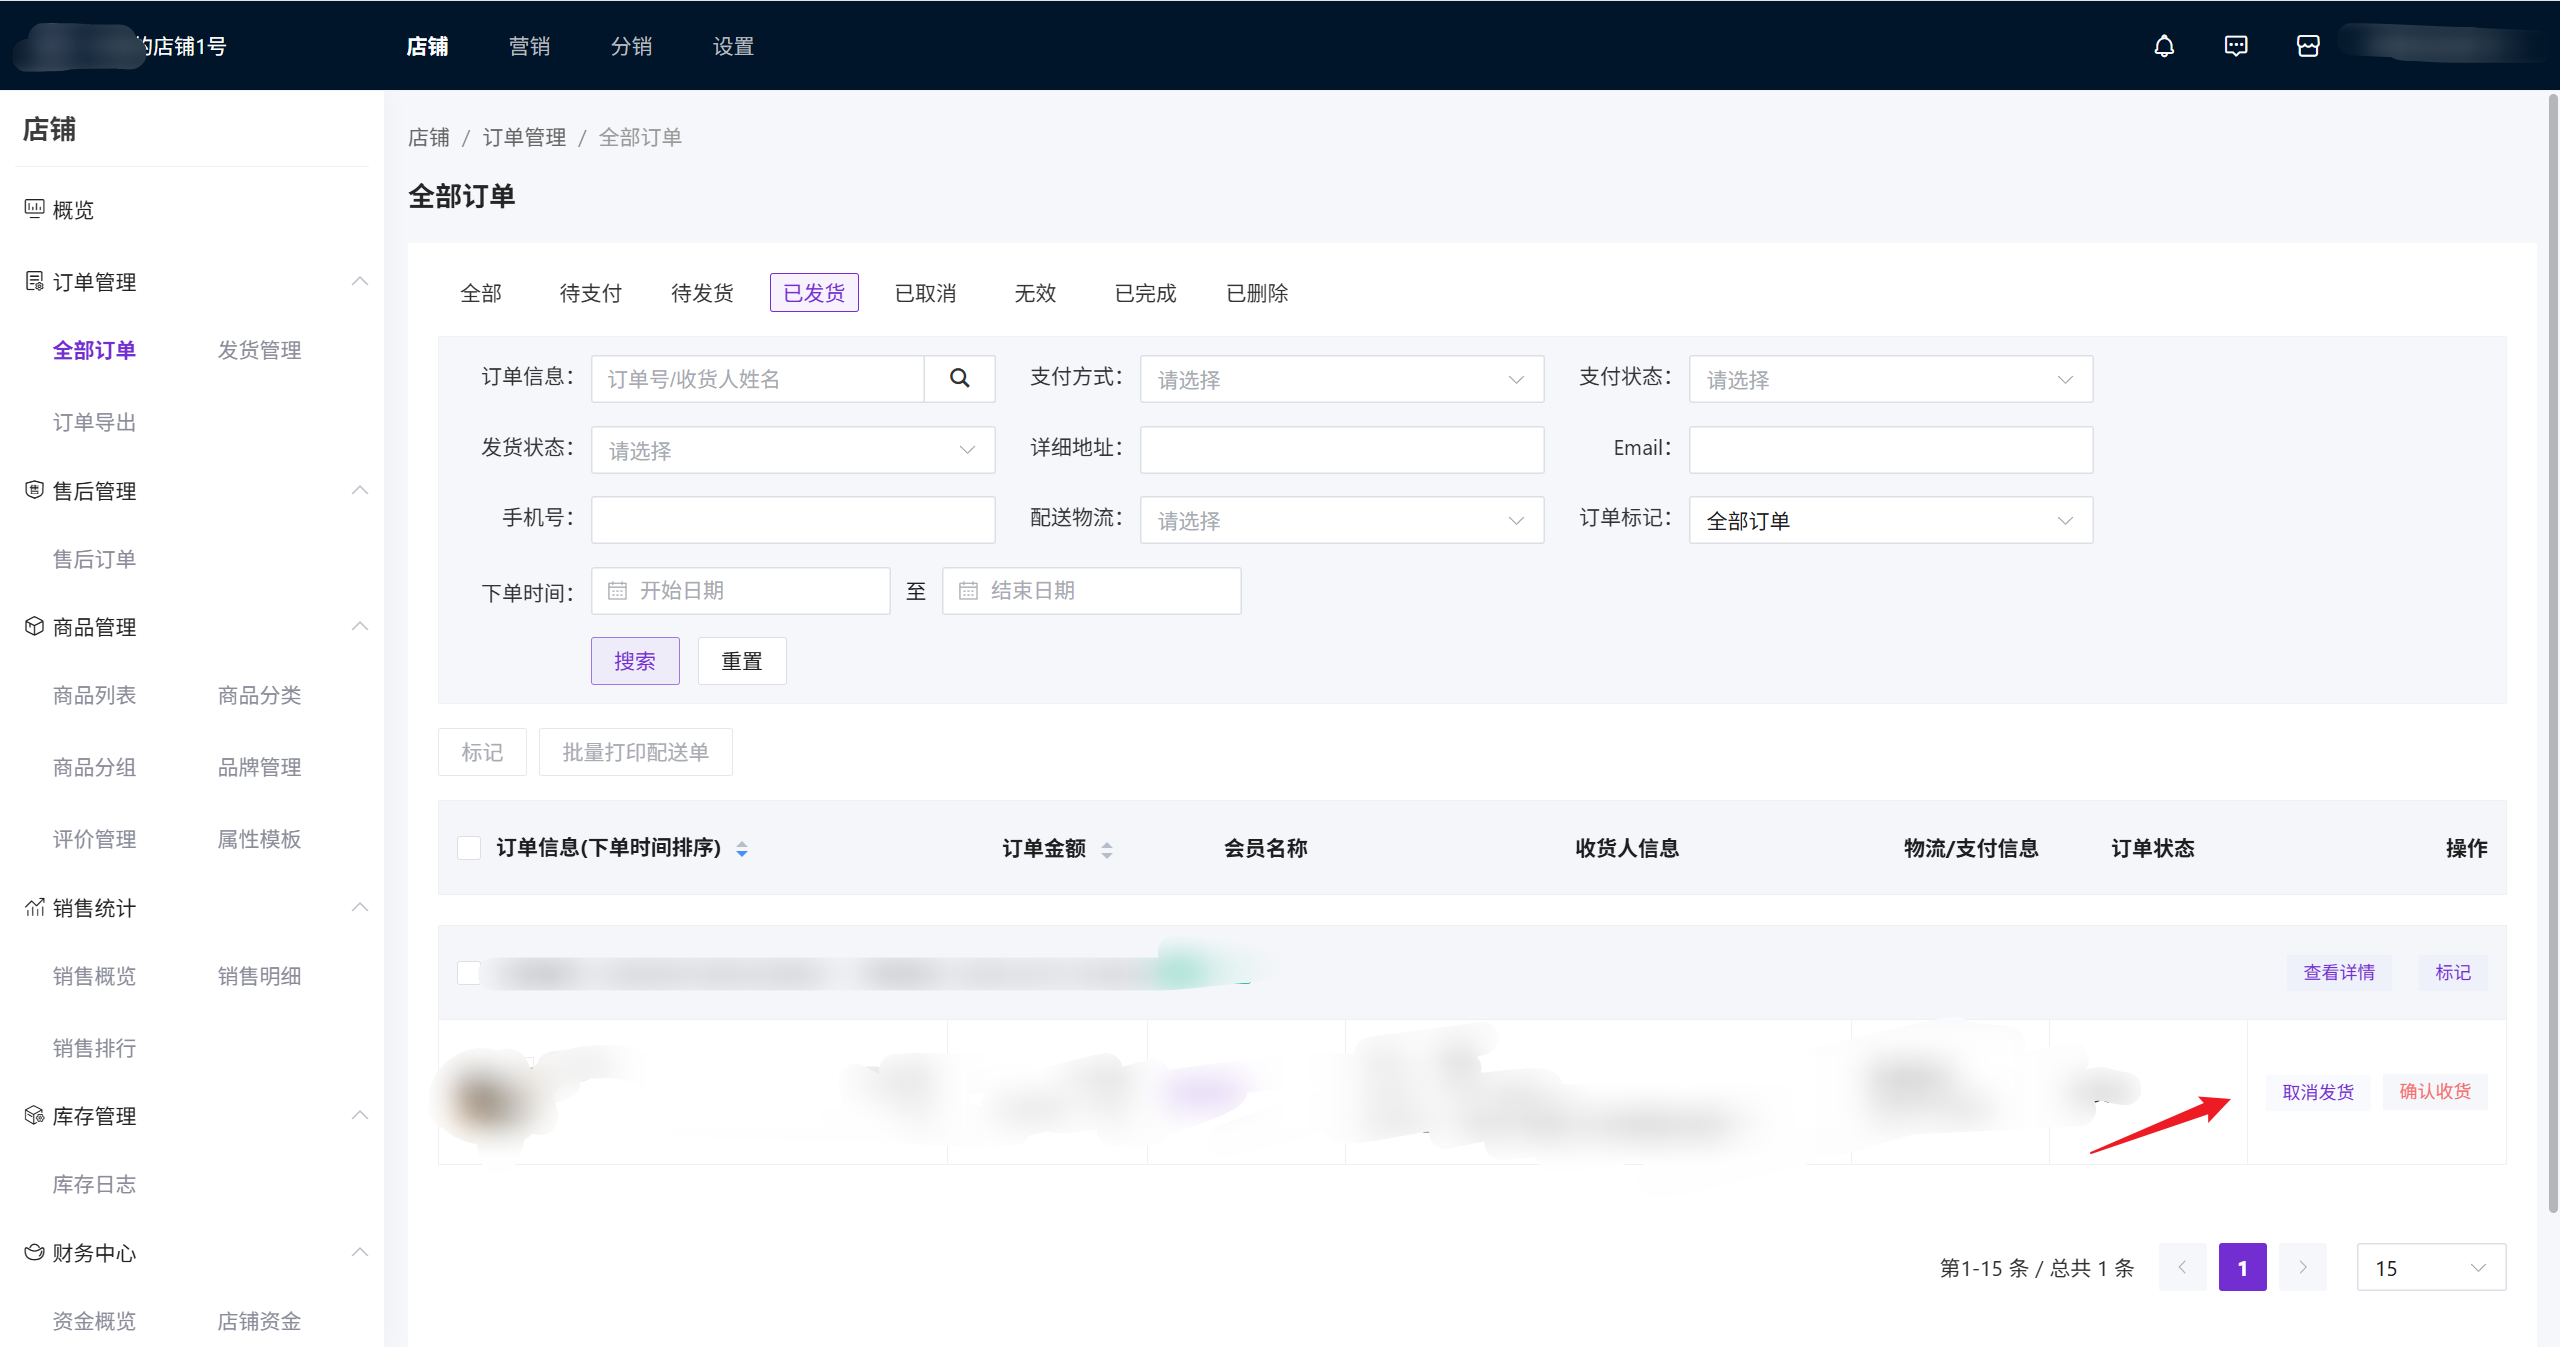 的店铺1号 店铺 营销 分销 设置
店铺
概览
订单管理
全部订单 发货管理
订单导出
售后管理
售后订单
商品管理
商品列表 商品分类
商品分组 品牌管理
评价管理 属性模板
销售统计
销售概览 销售明细
销售排行
库存管理
库存日志
财务中心
资金概览 店铺资金
店铺 / 订单管理 / 全部订单
全部订单
全部 待支付 待发货 已发货 已取消 无效 已完成 已删除
订单信息： 订单号/收货人姓名 支付方式： 请选择 支付状态： 请选择
发货状态： 请选择 详细地址： Email：
手机号： 配送物流： 请选择 订单标记： 全部订单
下单时间： 开始日期 至 结束日期
搜索 重置
标记 批量打印配送单
订单信息(下单时间排序) 订单金额 会员名称 收货人信息 物流/支付信息 订单状态 操作
查看详情 标记
取消发货 确认收货
第1-15 条 / 总共 1 条 1 15